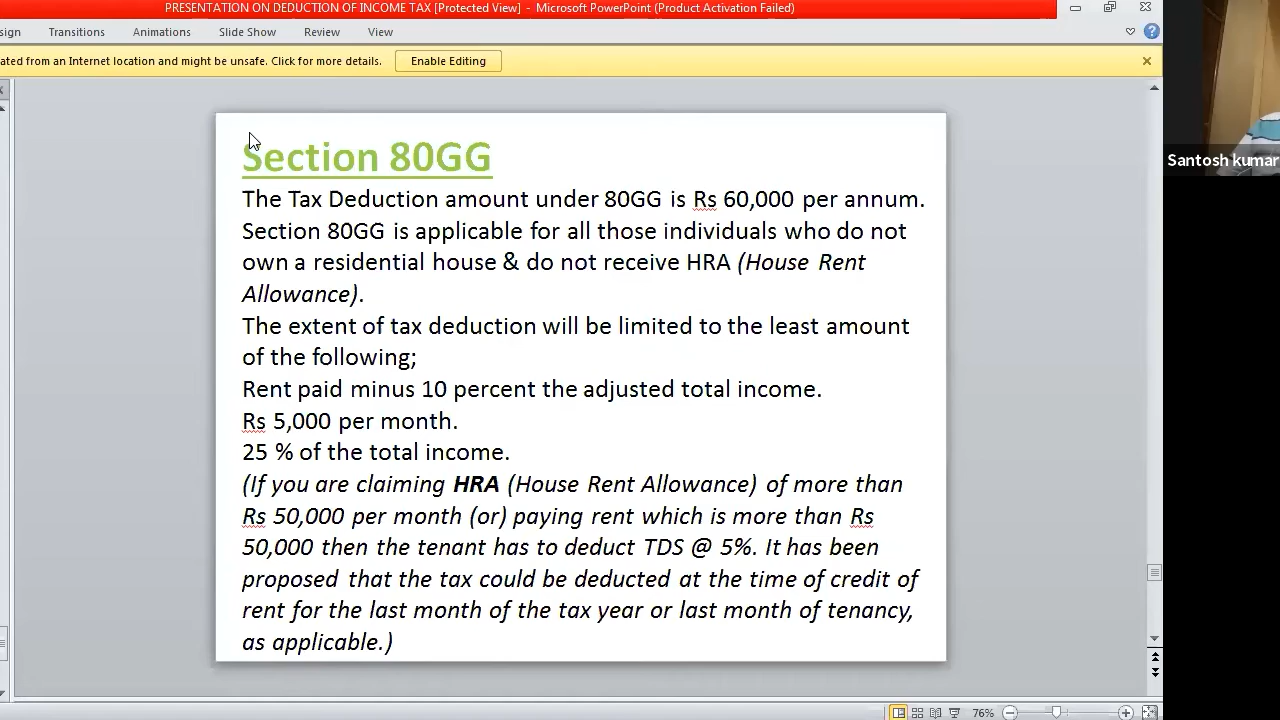 PRESENTATION ON DEDUCTION OF INCOME TAX [Protected View] - Microsoft PowerPoint (Product Activation Failed)
sign Transitions Animations Slide Show Review View
ated from an Internet location and might be unsafe. Click for more details. Enable Editing
Section 80GG
The Tax Deduction amount under 80GG is Rs 60,000 per annum.
Section 80GG is applicable for all those individuals who do not
own a residential house & do not receive HRA (House Rent
Allowance).
The extent of tax deduction will be limited to the least amount
of the following;
Rent paid minus 10 percent the adjusted total income.
Rs 5,000 per month.
25 % of the total income.
(If you are claiming HRA (House Rent Allowance) of more than
Rs 50,000 per month (or) paying rent which is more than Rs
50,000 then the tenant has to deduct TDS @ 5%. It has been
proposed that the tax could be deducted at the time of credit of
rent for the last month of the tax year or last month of tenancy,
as applicable.)
Santosh kumar
76%